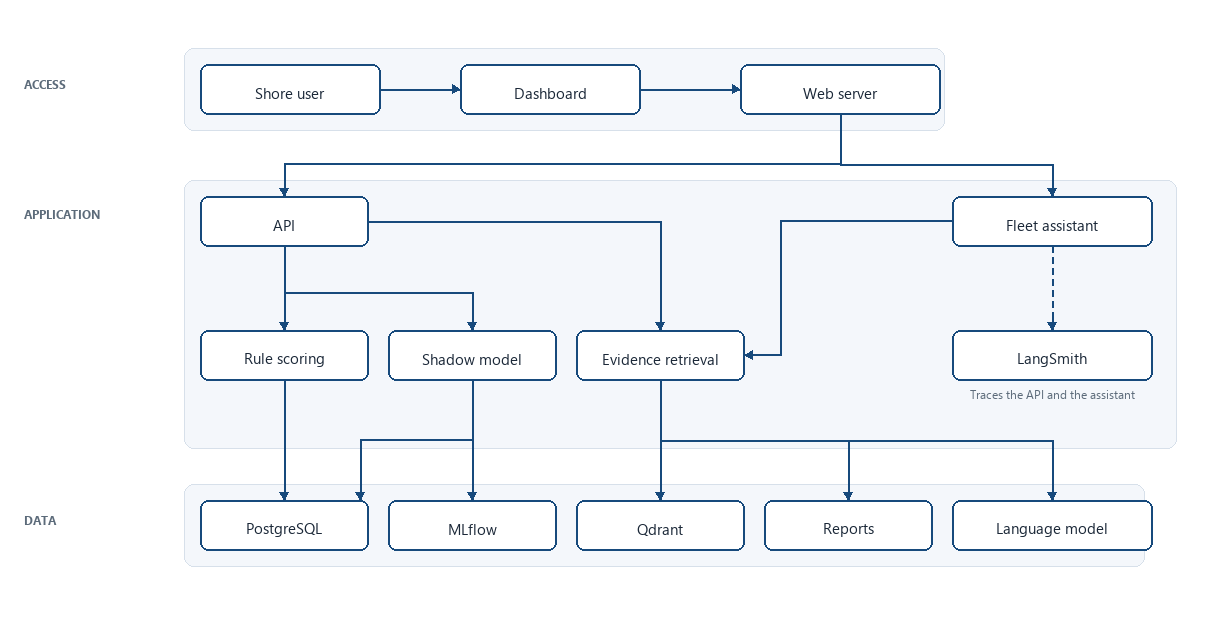 ACCESS
Shore user
Dashboard
Web server
APPLICATION
API
Fleet assistant
Rule scoring
Shadow model
Evidence retrieval
LangSmith
Traces the API and the assistant
DATA
PostgreSQL
MLflow
Qdrant
Reports
Language model